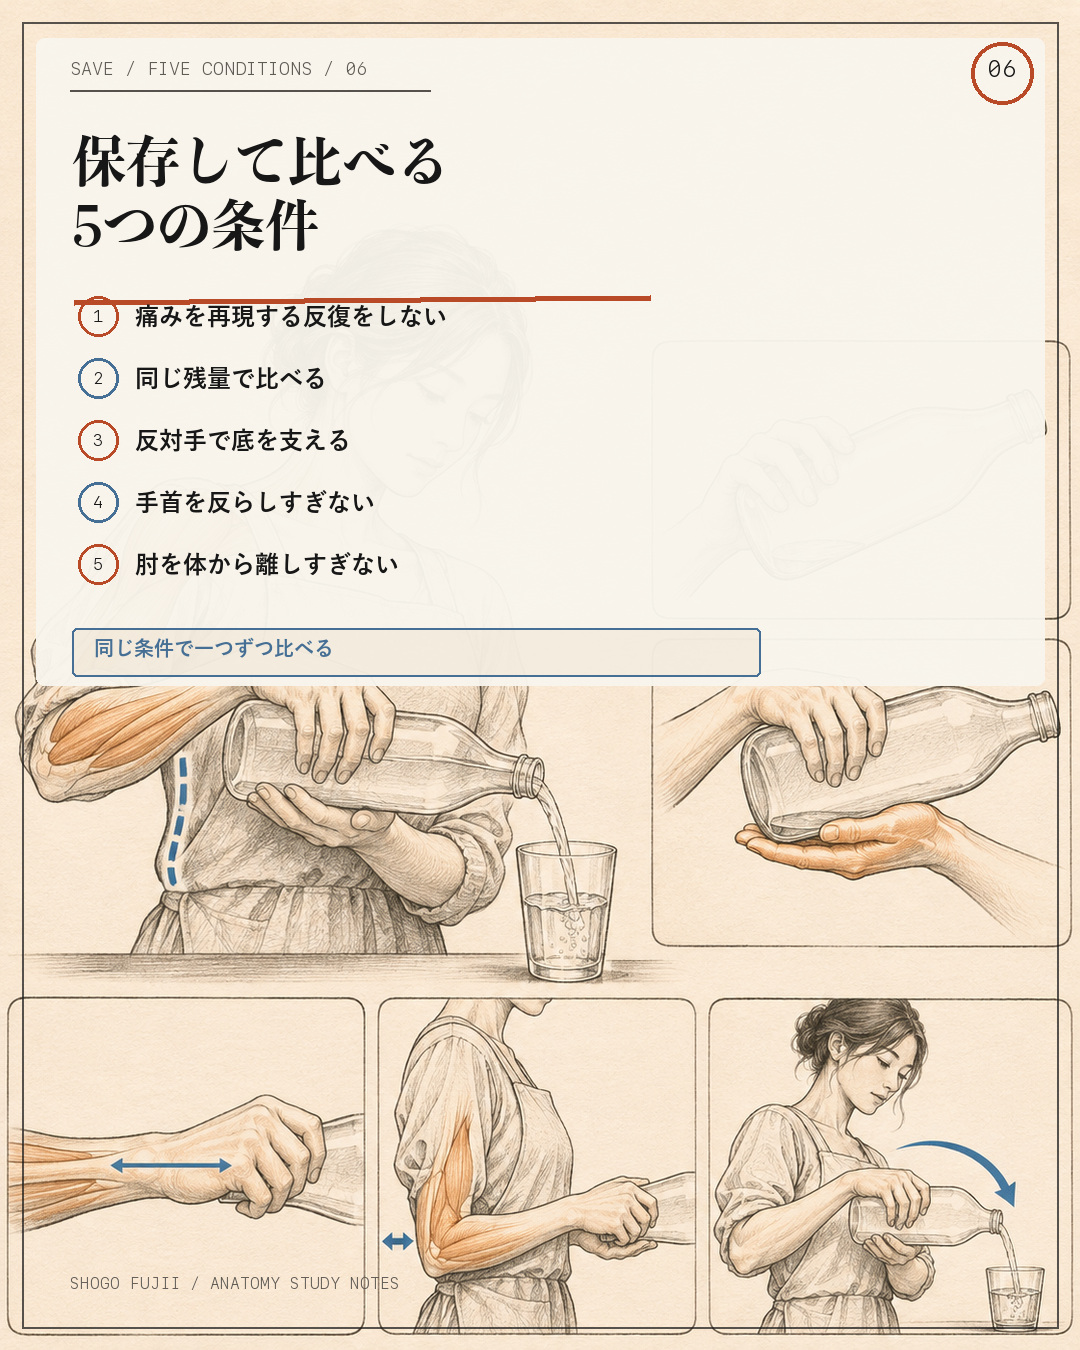 SAVE / FIVE CONDITIONS / 06
06
保存して比べる
5つの条件
1 痛みを再現する反復をしない
2 同じ残量で比べる
3 反対手で底を支える
4 手首を反らしすぎない
5 肘を体から離しすぎない
同じ条件で一つずつ比べる
SHOGO FUJII / ANATOMY STUDY NOTES